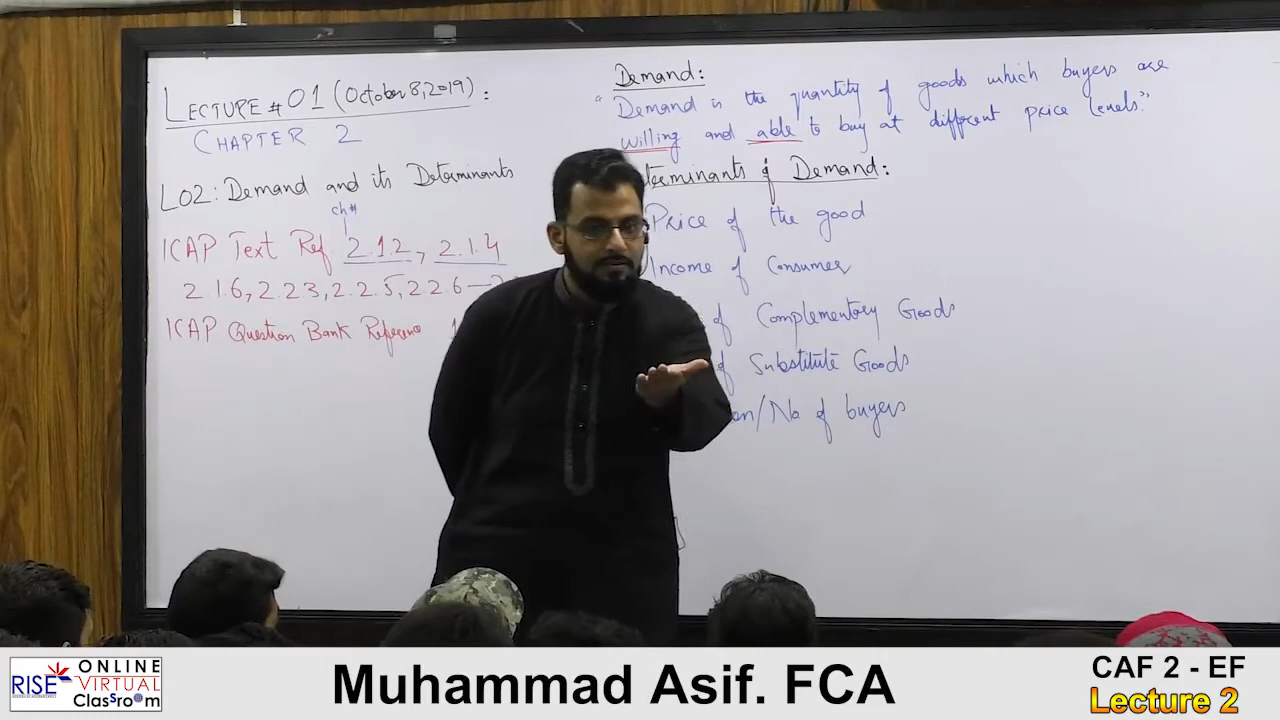 LECTURE # 01 (October 8, 2019) :
CHAPTER 2
LO2: Demand and its Determinants
ch#
ICAP Text Ref 2.1.2, 2.1.4
2.1.6, 2.2.3, 2.2.5, 2.2.6 —
ICAP Question Bank Reference
Demand:
"Demand is the quantity of goods which buyers are
willing and able to buy at different price levels."
terminants of Demand:
Price of the good
Income of Consumer
of Complementary Goods
of Substitute Goods
on/No. of buyers
RISE
ONLINE
VIRTUAL
Classroom
Muhammad Asif. FCA
CAF 2 - EF
Lecture 2